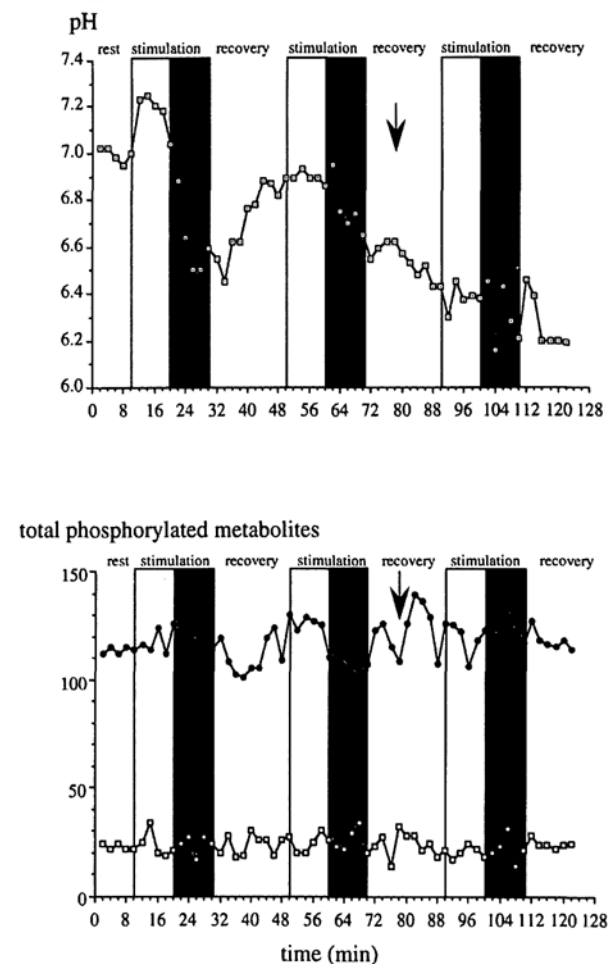 pH
rest stimulation recovery stimulation recovery stimulation recovery
7.4
7.2
7.0
6.8
6.6
6.4
6.2
6.0
0 8 16 24 32 40 48 56 64 72 80 88 96 104 112 120 128
total phosphorylated metabolites
rest stimulation recovery stimulation recovery stimulation recovery
150
100
50
0
0 8 16 24 32 40 48 56 64 72 80 88 96 104 112 120 128
time (min)